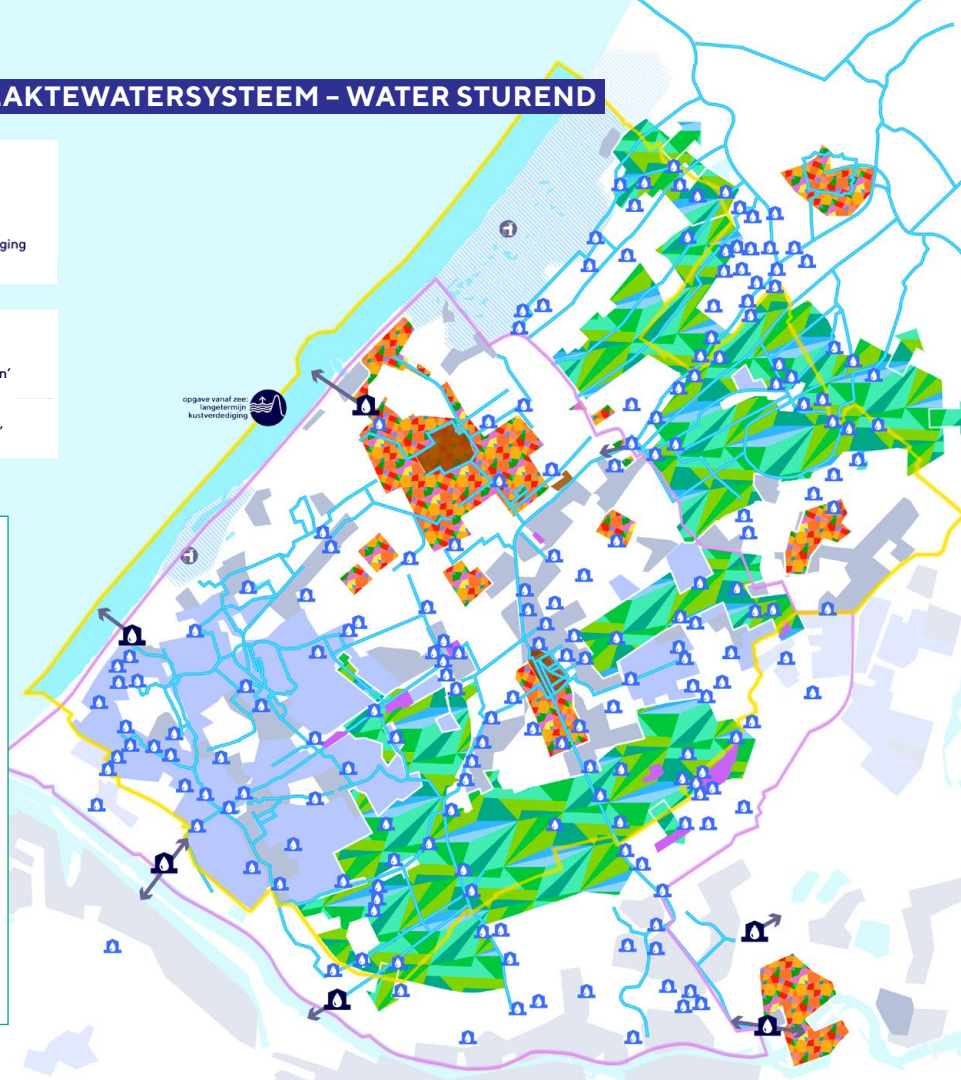 AKTEWATERSYSTEEM – WATER STUREND
ging
n’
’
opgave vanaf zee:
langetermijn
kustverdediging